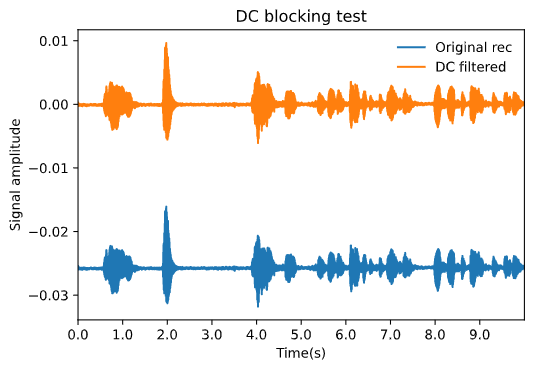 DC blocking test
Original rec
DC filtered
Signal amplitude
0.01
0.00
−0.01
−0.02
−0.03
0.0 1.0 2.0 3.0 4.0 5.0 6.0 7.0 8.0 9.0
Time(s)